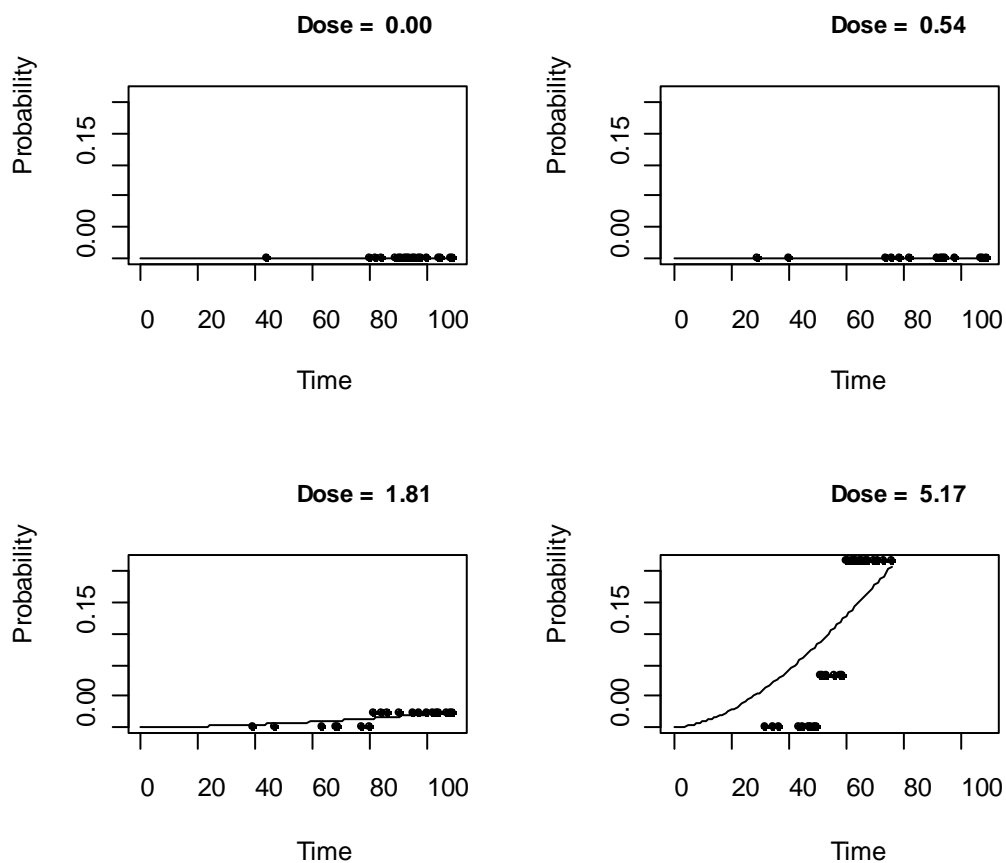 Dose = 0.00
Probability
0.15
0.00
0 20 40 60 80 100
Time
Dose = 0.54
Probability
0.15
0.00
0 20 40 60 80 100
Time
Dose = 1.81
Probability
0.15
0.00
0 20 40 60 80 100
Time
Dose = 5.17
Probability
0.15
0.00
0 20 40 60 80 100
Time